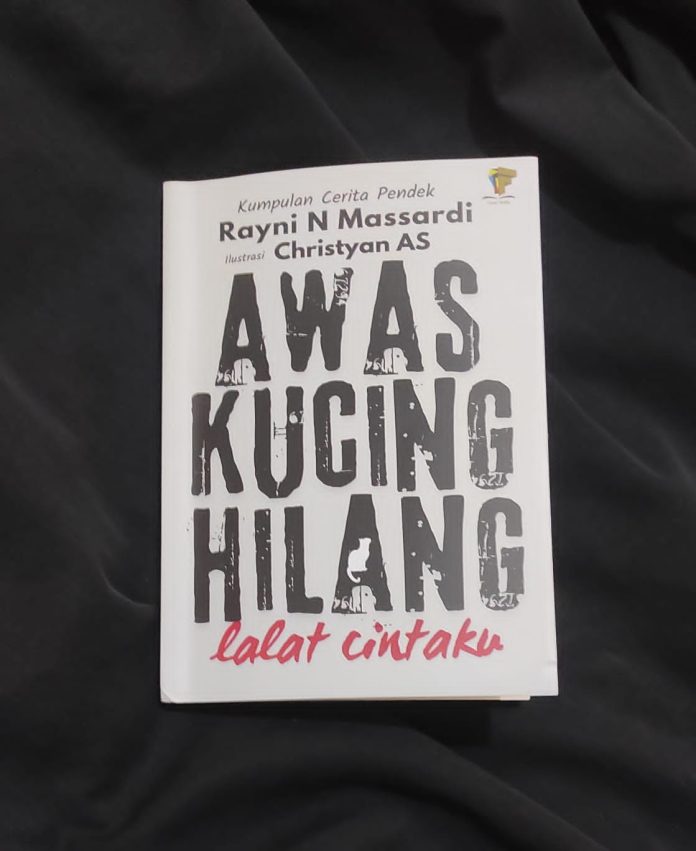 Kumpulan Cerita Pendek
Rayni N Massardi
Ilustrasi Christyan AS
AWAS
KUCING
HILANG
lalat cintaku